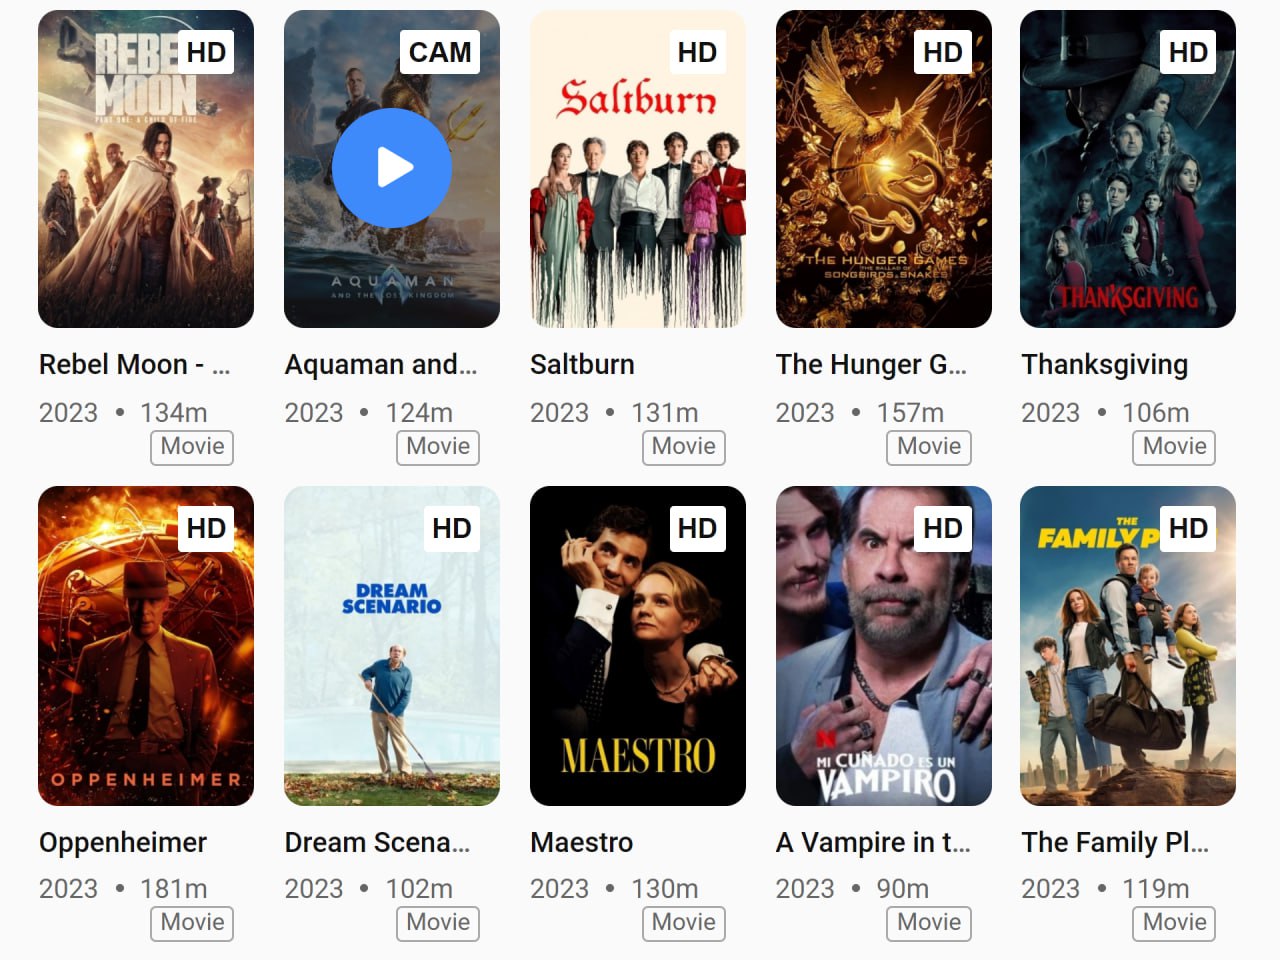 REBEL
MOON
PART ONE: A CHILD OF FIRE
HD
CAM
AQUAMAN
AND THE LOST KINGDOM
HD
Saltburn
HD
THE HUNGER GAMES
THE BALLAD OF
SONGBIRDS & SNAKES
HD
THANKSGIVING
Rebel Moon - ...
2023 • 134m
Movie
Aquaman and...
2023 • 124m
Movie
Saltburn
2023 • 131m
Movie
The Hunger G...
2023 • 157m
Movie
Thanksgiving
2023 • 106m
Movie
HD
OPPENHEIMER
HD
DREAM
SCENARIO
HD
MAESTRO
HD
N
MI CUÑADO ES UN
VAMPIRO
HD
THE
FAMILY P
Oppenheimer
2023 • 181m
Movie
Dream Scena...
2023 • 102m
Movie
Maestro
2023 • 130m
Movie
A Vampire in t...
2023 • 90m
Movie
The Family Pl...
2023 • 119m
Movie